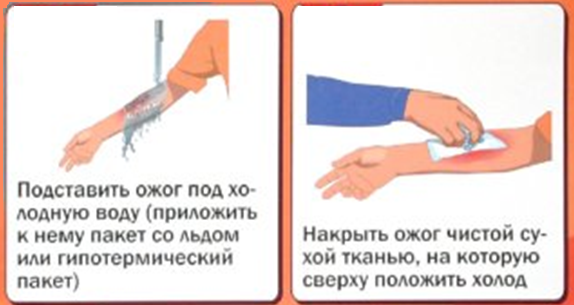 Подставить ожог под хо-
лодную воду (приложить
к нему пакет со льдом
или гипотермический
пакет)
Накрыть ожог чистой су-
хой тканью, на которую
сверху положить холод